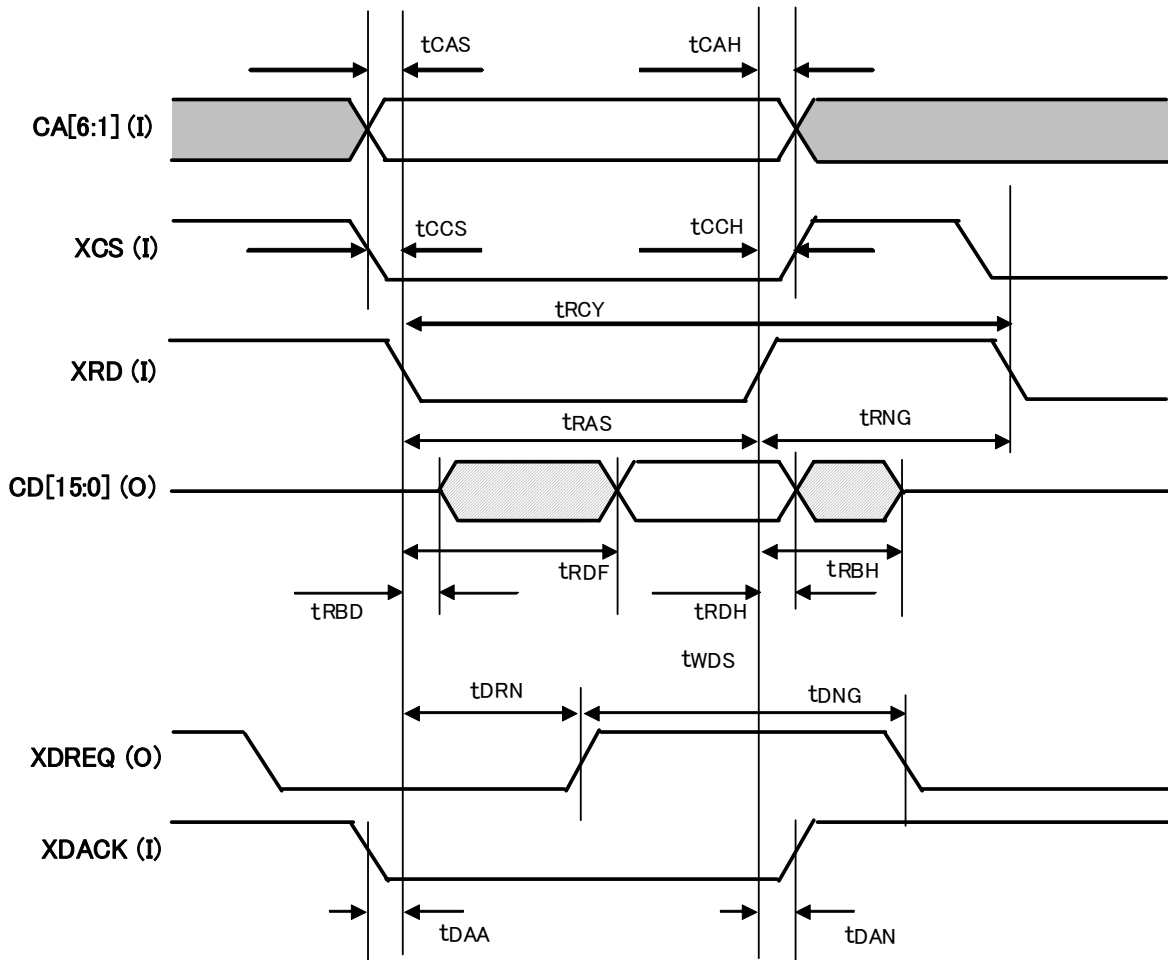 tCAS tCAH
CA[6:1] (I)
tCCS tCCH
XCS (I)
tRCY
XRD (I)
tRAS tRNG
CD[15:0] (O)
tRDF tRBH
tRBD tRDH
tWDS
tDRN tDNG
XDREQ (O)
XDACK (I)
tDAA tDAN